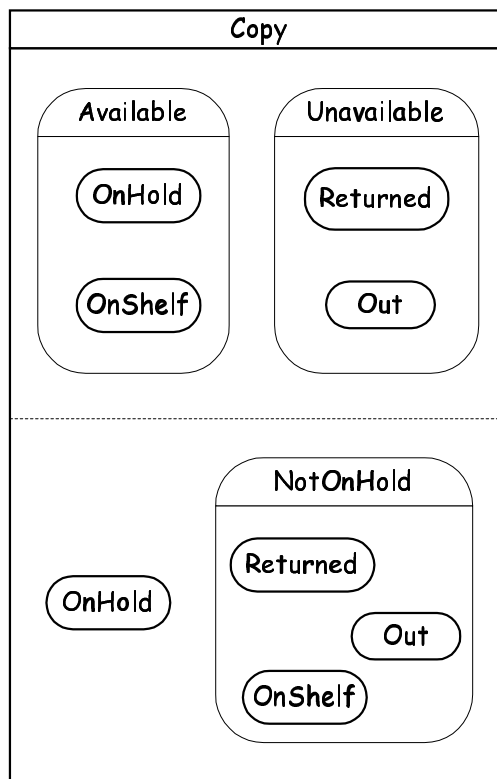 Copy
Available
OnHold
OnShelf
Unavailable
Returned
Out
OnHold
NotOnHold
Returned
Out
OnShelf